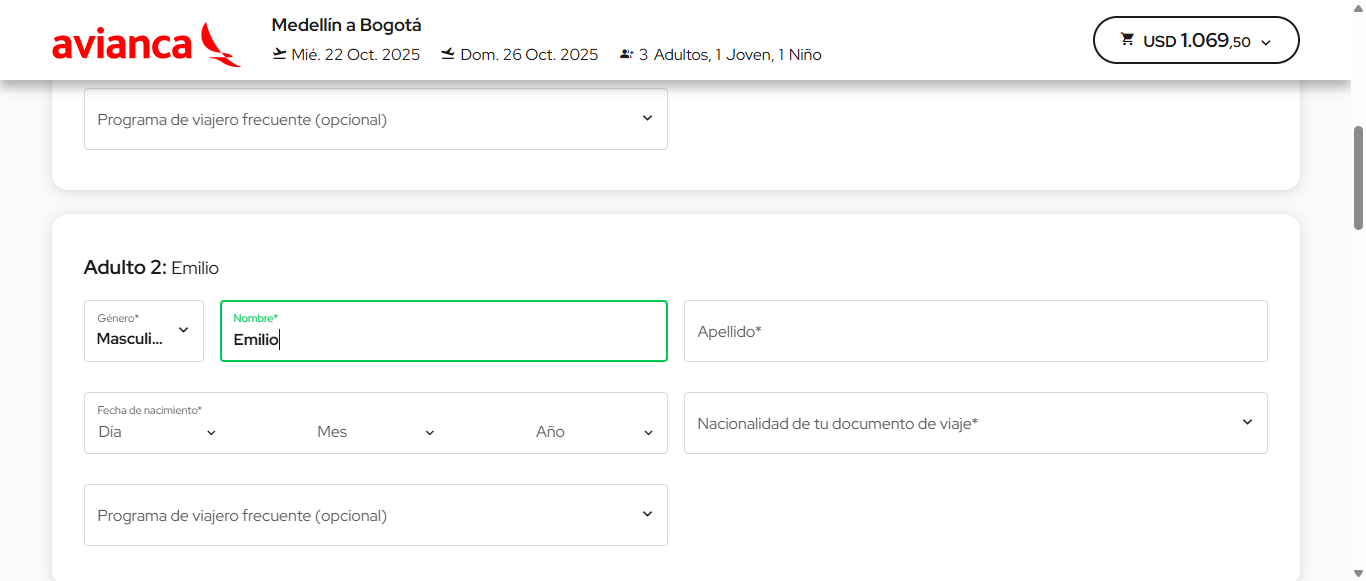 avianca
Medellín a Bogotá
Mié. 22 Oct. 2025 Dom. 26 Oct. 2025 3 Adultos, 1 Joven, 1 Niño
USD 1.069,50
Programa de viajero frecuente (opcional)
Adulto 2: Emilio
Género*
Masculi...
Nombre*
Emilio
Apellido*
Fecha de nacimiento*
Día Mes Año
Nacionalidad de tu documento de viaje*
Programa de viajero frecuente (opcional)